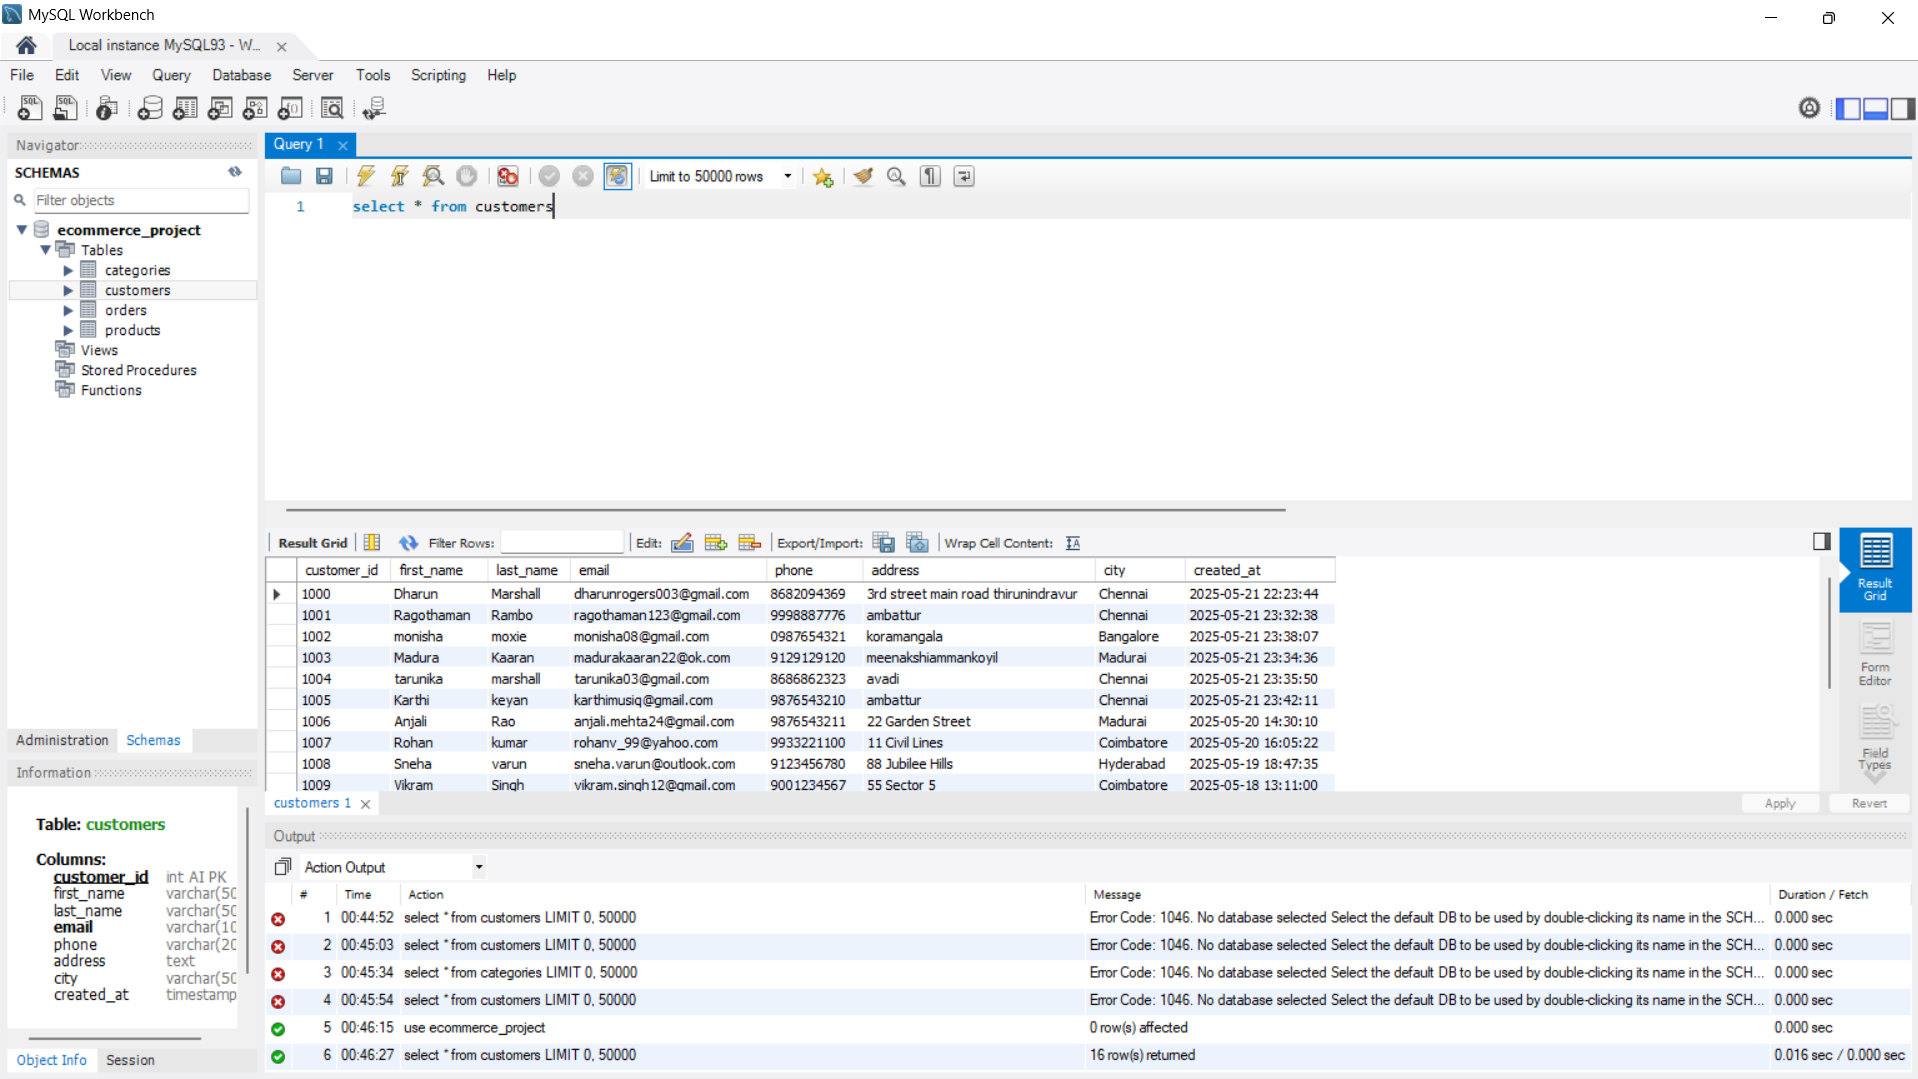 MySQL Workbench
Local instance MySQL93 - W...
File Edit View Query Database Server Tools Scripting Help
Navigator
SCHEMAS
Filter objects
ecommerce_project
Tables
categories
customers
orders
products
Views
Stored Procedures
Functions
Administration Schemas
Information
Table: customers
Columns:
customer_id int AI PK
first_name varchar(50
last_name varchar(50
email varchar(10
phone varchar(20
address text
city varchar(50
created_at timestamp
Object Info Session
Query 1
Limit to 50000 rows
1 select * from customers
Result Grid Filter Rows: Edit: Export/Import: Wrap Cell Content:
customer_id first_name last_name email phone address city created_at
1000 Dharun Marshall dharunrogers003@gmail.com 8682094369 3rd street main road thirunindravur Chennai 2025-05-21 22:23:44
1001 Ragothaman Rambo ragothaman123@gmail.com 9998887776 ambattur Chennai 2025-05-21 23:32:38
1002 monisha moxie monisha08@gmail.com 0987654321 koramangala Bangalore 2025-05-21 23:38:07
1003 Madura Kaaran madurakaaran22@ok.com 9129129120 meenakshiammankoyil Madurai 2025-05-21 23:34:36
1004 tarunika marshall tarunika03@gmail.com 8686862323 avadi Chennai 2025-05-21 23:35:50
1005 Karthi keyan karthimusiq@gmail.com 9876543210 ambattur Chennai 2025-05-21 23:42:11
1006 Anjali Rao anjali.mehta24@gmail.com 9876543211 22 Garden Street Madurai 2025-05-20 14:30:10
1007 Rohan kumar rohanv_99@yahoo.com 9933221100 11 Civil Lines Coimbatore 2025-05-20 16:05:22
1008 Sneha varun sneha.varun@outlook.com 9123456780 88 Jubilee Hills Hyderabad 2025-05-19 18:47:35
1009 Vikram Singh vikram.singh12@gmail.com 9001234567 55 Sector 5 Coimbatore 2025-05-18 13:11:00
Result
Grid
Form
Editor
Field
Types
customers 1
Apply Revert
Output
Action Output
# Time Action Message Duration / Fetch
1 00:44:52 select * from customers LIMIT 0, 50000 Error Code: 1046. No database selected Select the default DB to be used by double-clicking its name in the SCH... 0.000 sec
2 00:45:03 select * from customers LIMIT 0, 50000 Error Code: 1046. No database selected Select the default DB to be used by double-clicking its name in the SCH... 0.000 sec
3 00:45:34 select * from categories LIMIT 0, 50000 Error Code: 1046. No database selected Select the default DB to be used by double-clicking its name in the SCH... 0.000 sec
4 00:45:54 select * from customers LIMIT 0, 50000 Error Code: 1046. No database selected Select the default DB to be used by double-clicking its name in the SCH... 0.000 sec
5 00:46:15 use ecommerce_project 0 row(s) affected 0.000 sec
6 00:46:27 select * from customers LIMIT 0, 50000 16 row(s) returned 0.016 sec / 0.000 sec